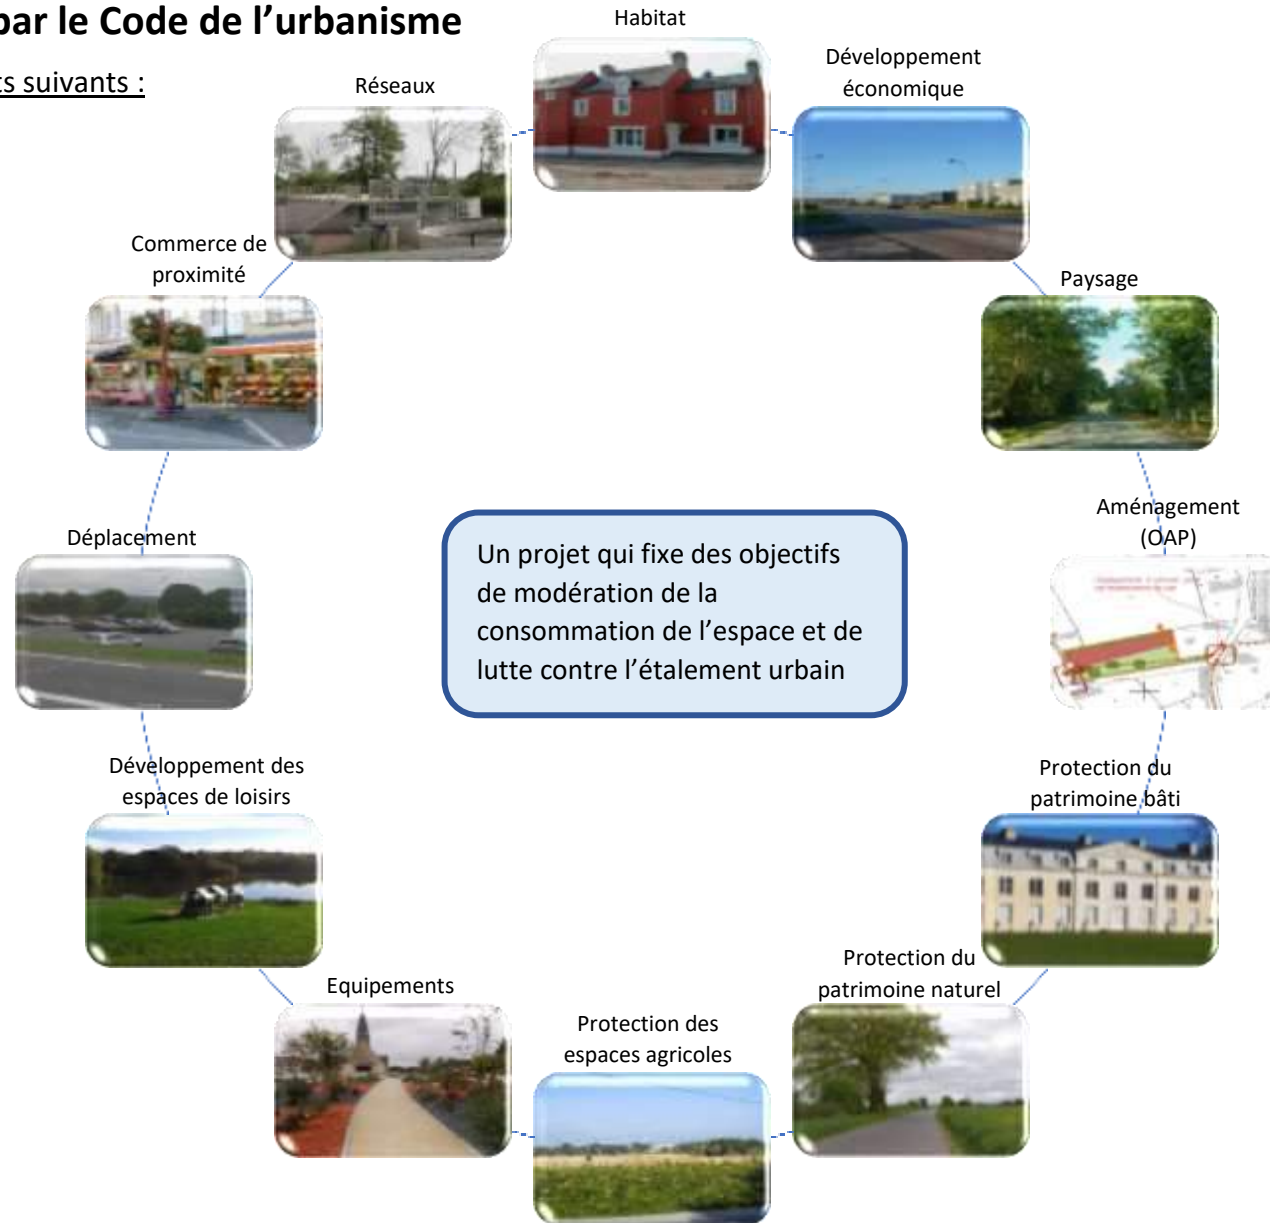 par le Code de l’urbanisme
ts suivants :
Habitat
Développement
économique
Réseaux
Commerce de
proximité
Paysage
Aménagement
(OAP)
Déplacement
Un projet qui fixe des objectifs
de modération de la
consommation de l’espace et de
lutte contre l’étalement urbain
Développement des
espaces de loisirs
Protection du
patrimoine bâti
Protection du
patrimoine naturel
Equipements
Protection des
espaces agricoles